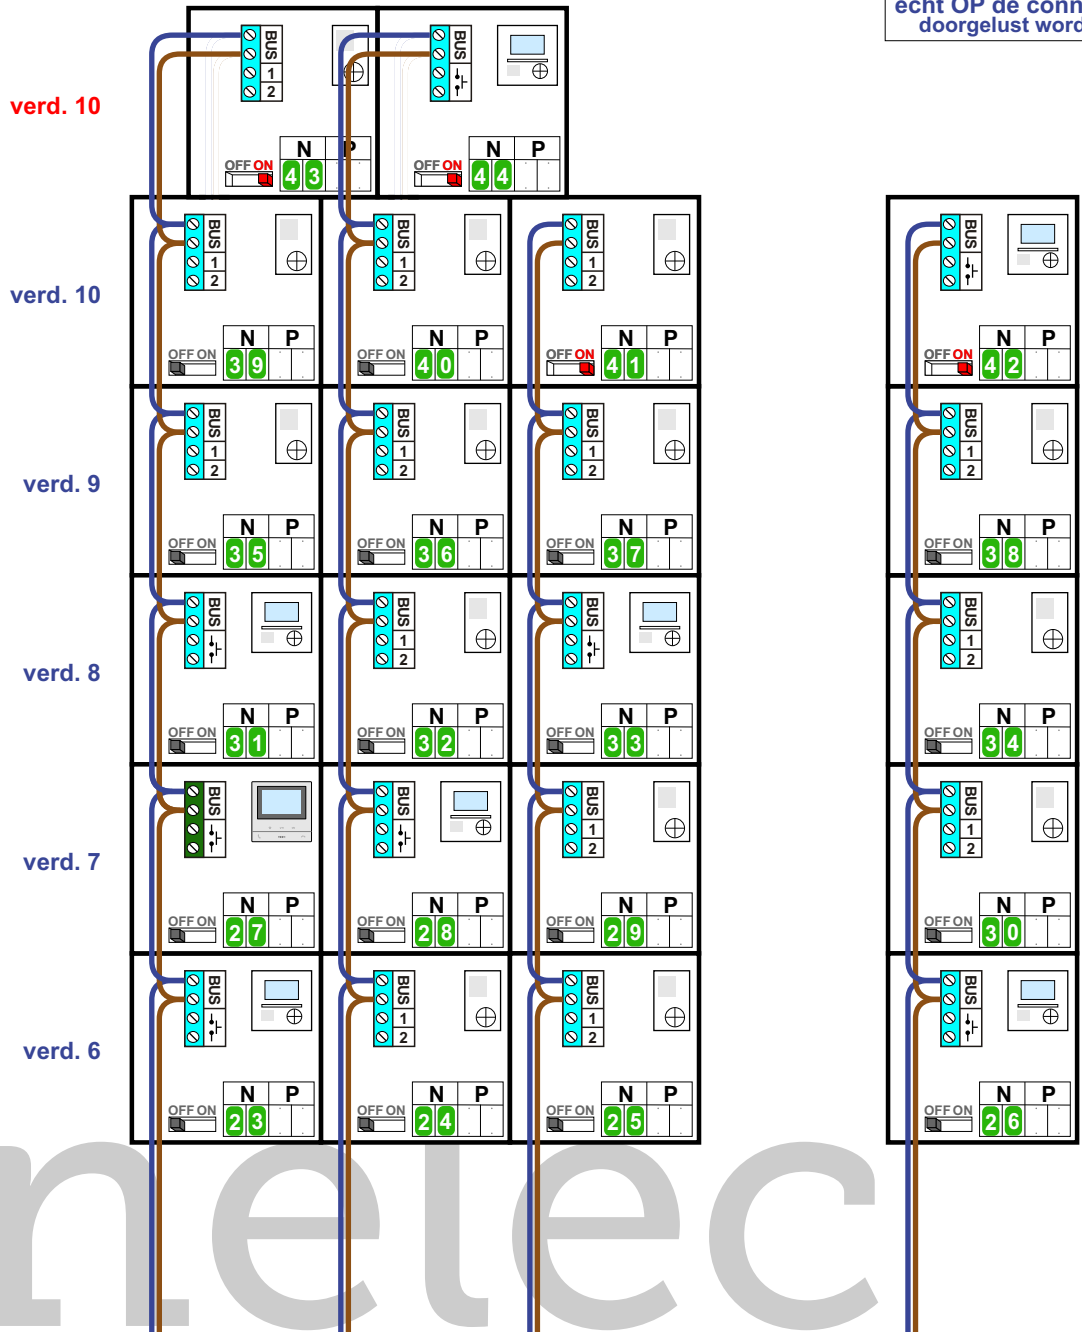 echt OP de conn
doorgelust word
BUS 1 2
BUS
verd. 10
N P N P
OFF ON 4 3 OFF ON 4 4
BUS 1 2 BUS 1 2 BUS 1 2 BUS
verd. 10
N P N P N P N P
OFF ON 3 9 OFF ON 4 0 OFF ON 4 1 OFF ON 4 2
BUS 1 2 BUS 1 2 BUS 1 2 BUS 1 2
verd. 9
N P N P N P N P
OFF ON 3 5 OFF ON 3 6 OFF ON 3 7 OFF ON 3 8
BUS BUS 1 2 BUS BUS 1 2
verd. 8
N P N P N P N P
OFF ON 3 1 OFF ON 3 2 OFF ON 3 3 OFF ON 3 4
BUS BUS BUS 1 2 BUS 1 2
verd. 7
N P N P N P N P
OFF ON 2 7 OFF ON 2 8 OFF ON 2 9 OFF ON 3 0
BUS BUS 1 2 BUS 1 2 BUS
verd. 6
N P N P N P N P
OFF ON 2 3 OFF ON 2 4 OFF ON 2 5 OFF ON 2 6
nelec